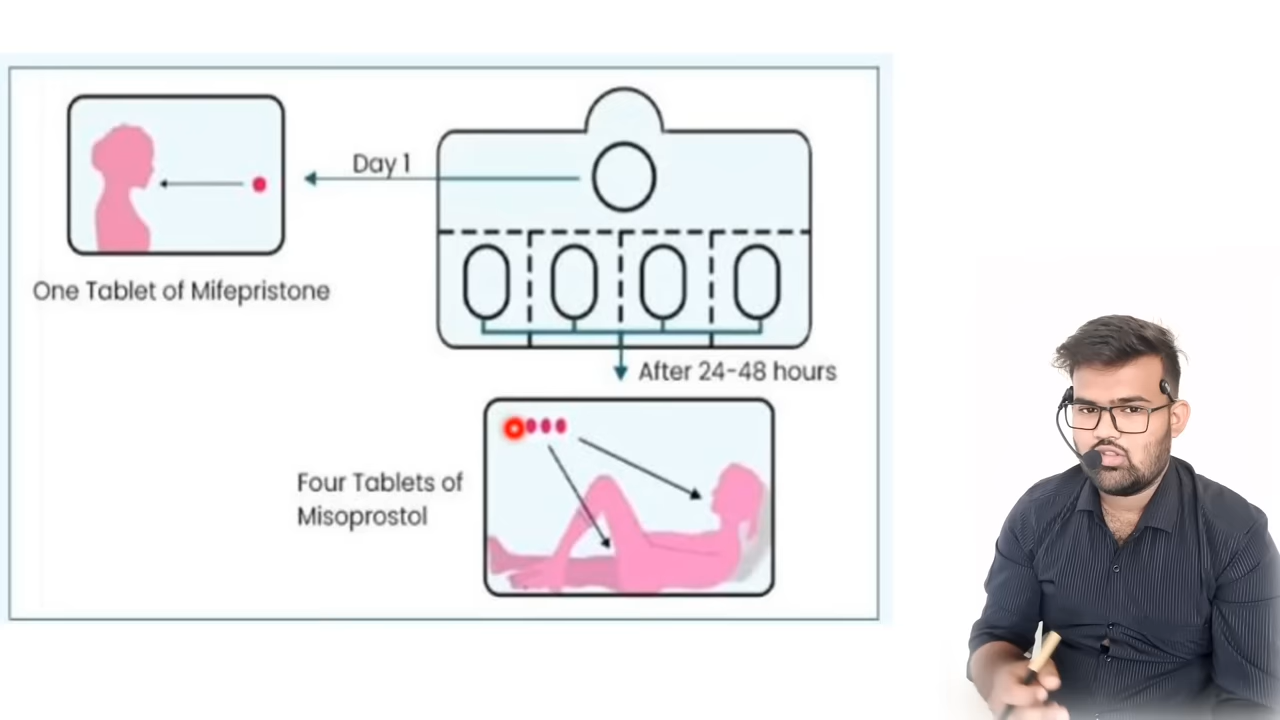 Day 1
One Tablet of Mifepristone
After 24-48 hours
Four Tablets of
Misoprostol